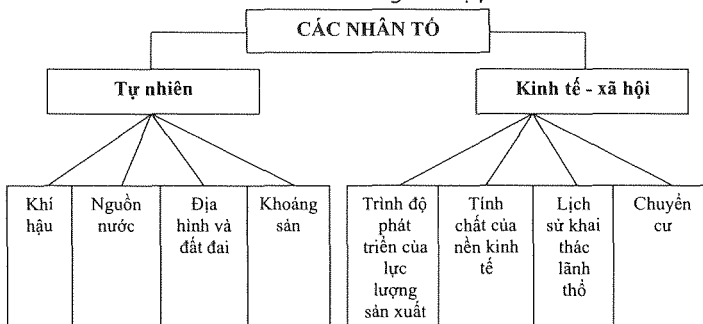 CÁC NHÂN TỐ
Tự nhiên
Kinh tế - xã hội
Khí
hậu
Nguồn
nước
Địa
hình và
đất đai
Khoáng
sản
Trình độ
phát
triển của
lực
lượng
sản xuất
Tính
chất của
nền kinh
tế
Lịch
sử khai
thác
lãnh
thổ
Chuyển
cư